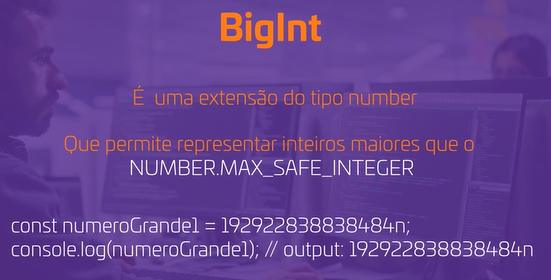 BigInt
É uma extensão do tipo number
Que permite representar inteiros maiores que o
NUMBER.MAX_SAFE_INTEGER
const numeroGrande1 = 192922838838484n;
console.log(numeroGrande1); // output: 192922838838484n